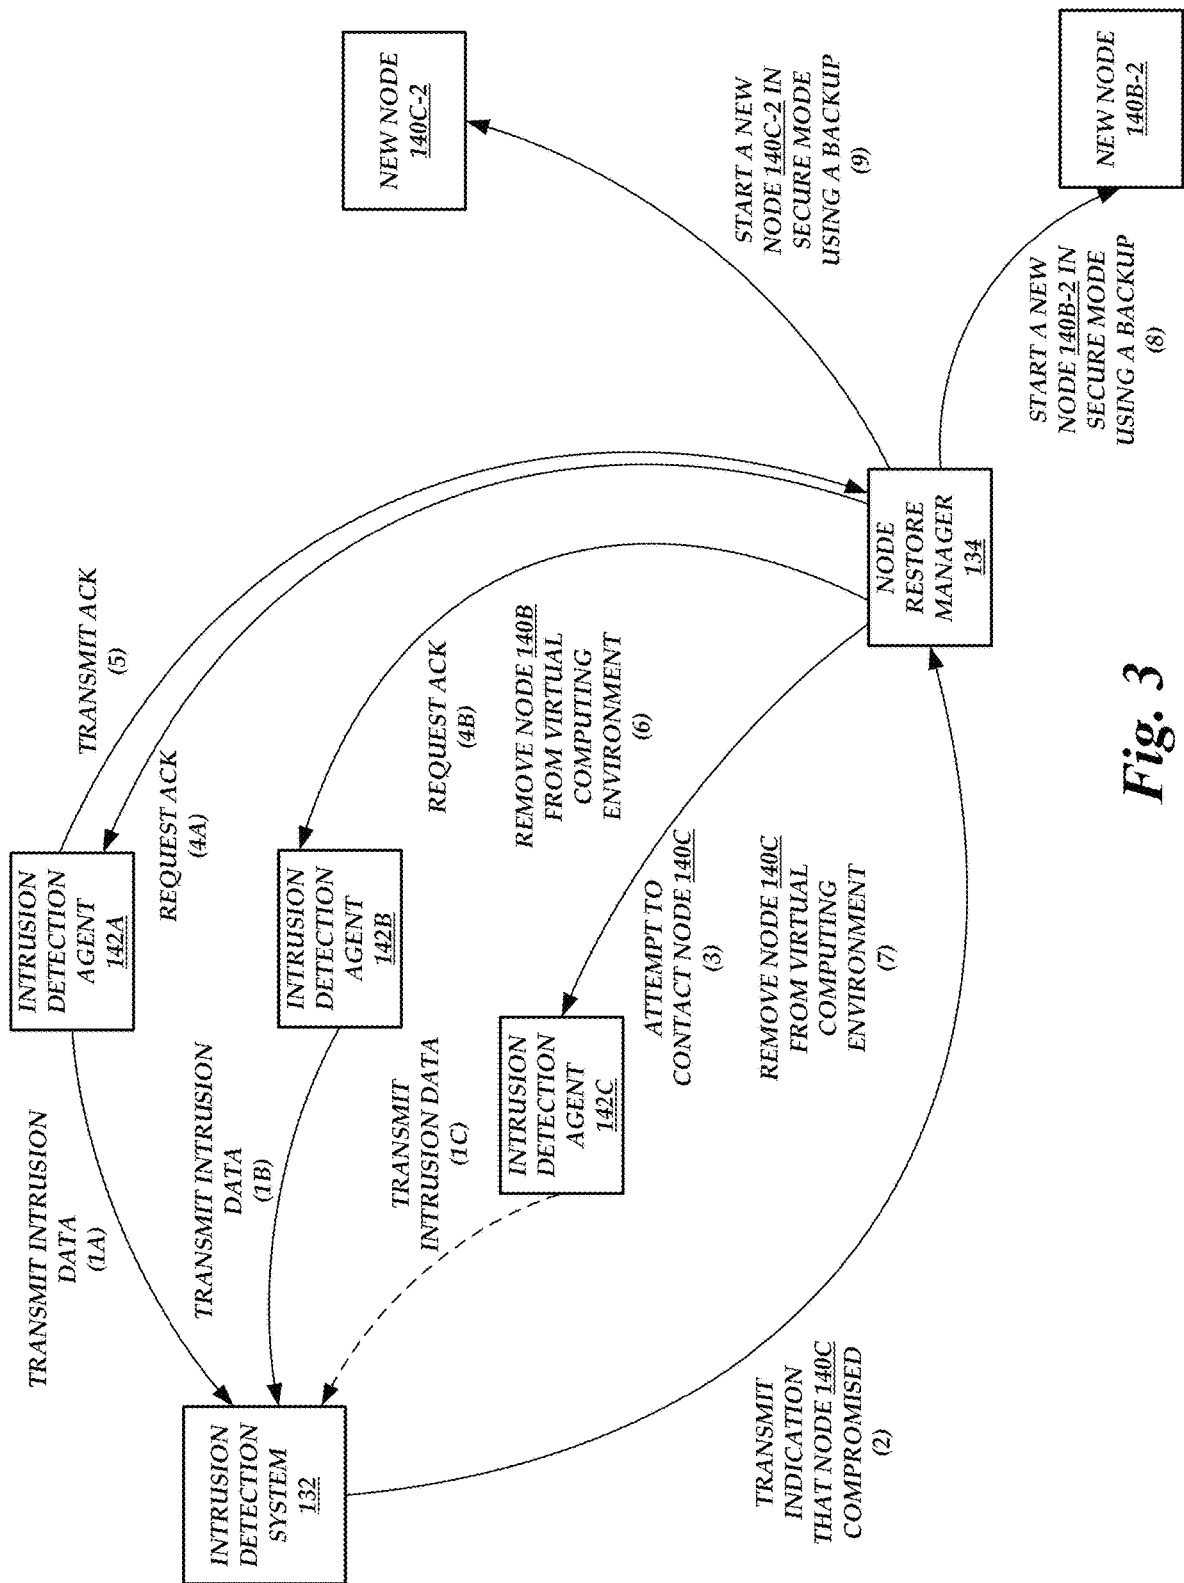 INTRUSION
DETECTION
SYSTEM
132
TRANSMIT INTRUSION
DATA
(1A)
TRANSMIT INTRUSION
DATA
(1B)
TRANSMIT
INTRUSION DATA
(1C)
TRANSMIT
INDICATION
THAT NODE 140C
COMPROMISED
(2)
INTRUSION
DETECTION
AGENT
142A
INTRUSION
DETECTION
AGENT
142B
INTRUSION
DETECTION
AGENT
142C
TRANSMIT ACK
(5)
REQUEST ACK
(4A)
REQUEST ACK
(4B)
REMOVE NODE 140B
FROM VIRTUAL
COMPUTING
ENVIRONMENT
(6)
ATTEMPT TO
CONTACT NODE 140C
(3)
REMOVE NODE 140C
FROM VIRTUAL
COMPUTING
ENVIRONMENT
(7)
NODE
RESTORE
MANAGER
134
NEW NODE
140C-2
START A NEW
NODE 140C-2 IN
SECURE MODE
USING A BACKUP
(9)
NEW NODE
140B-2
START A NEW
NODE 140B-2 IN
SECURE MODE
USING A BACKUP
(8)
Fig. 3